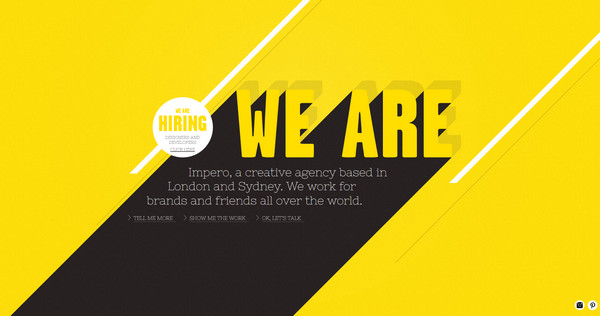 WE ARE
HIRING
DESIGNERS AND
DEVELOPERS
CLICK HERE
WE ARE
Impero, a creative agency based in
London and Sydney. We work for
brands and friends all over the world.
TELL ME MORE
SHOW ME THE WORK
OK, LET'S TALK